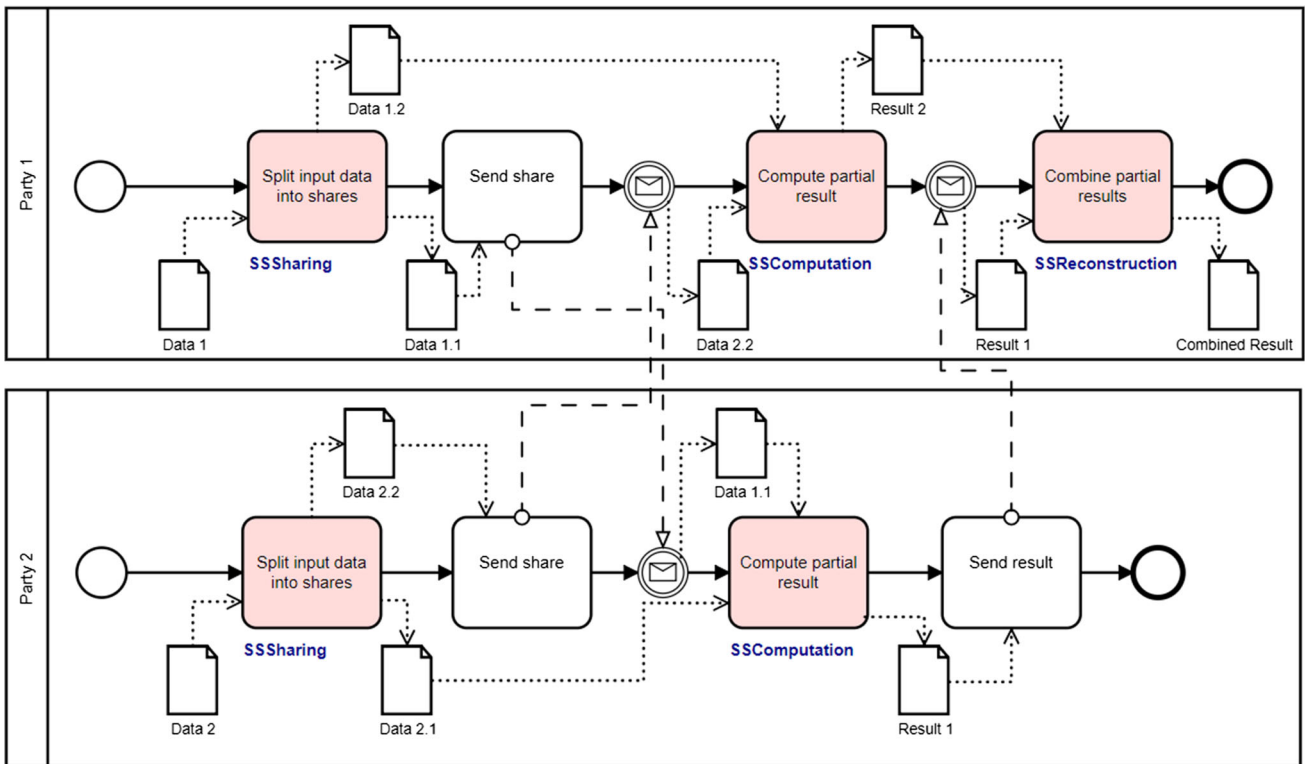 Party 1
Data 1.2
Result 2
Split input data
into shares
Send share
Compute partial
result
Combine partial
results
SSSharing
SSComputation
SSReconstruction
Data 1
Data 1.1
Data 2.2
Result 1
Combined Result
Party 2
Data 2.2
Data 1.1
Split input data
into shares
Send share
Compute partial
result
Send result
SSSharing
SSComputation
Data 2
Data 2.1
Result 1